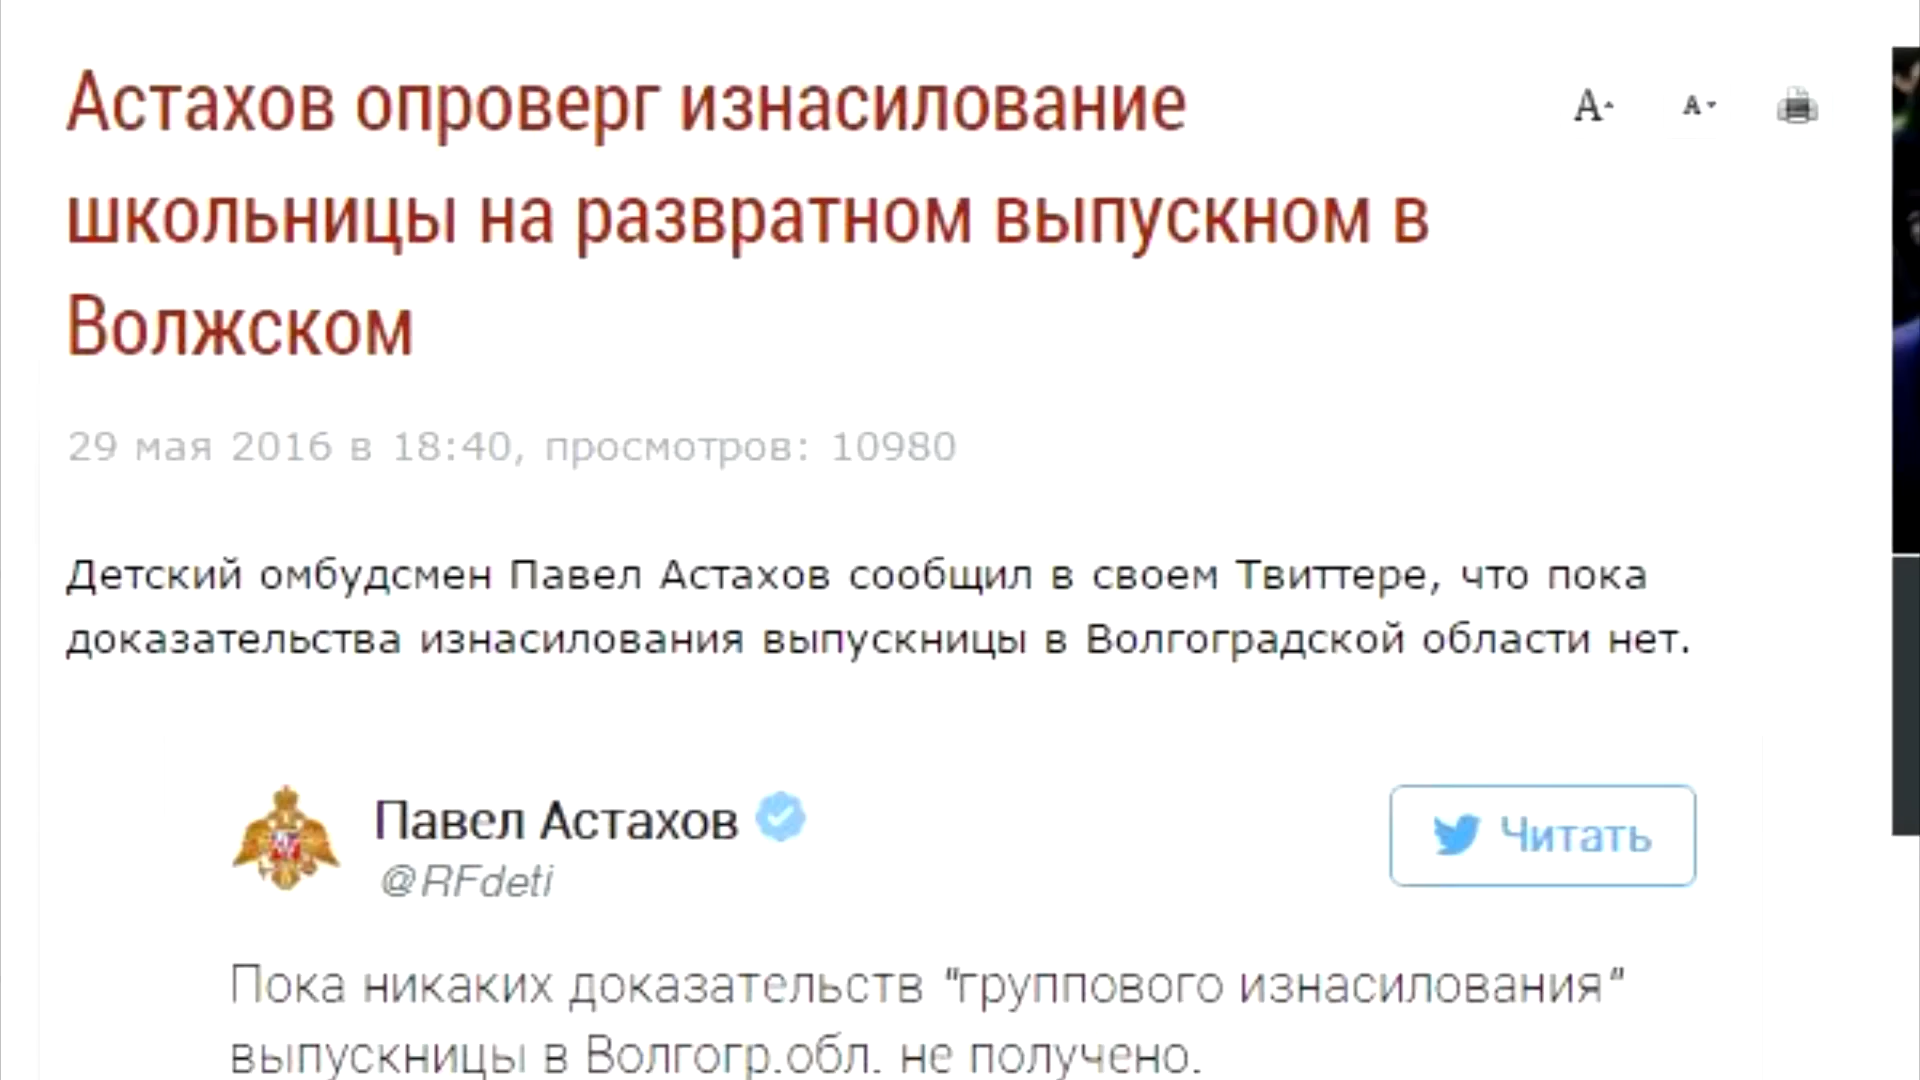 Астахов опроверг изнасилование
школьницы на развратном выпускном в
Волжском
A A
29 мая 2016 в 18:40, просмотров: 10980
Детский омбудсмен Павел Астахов сообщил в своем Твиттере, что пока
доказательства изнасилования выпускницы в Волгоградской области нет.
Павел Астахов
@RFdeti
Читать
Пока никаких доказательств "группового изнасилования"
выпускницы в Волгогр.обл. не получено.